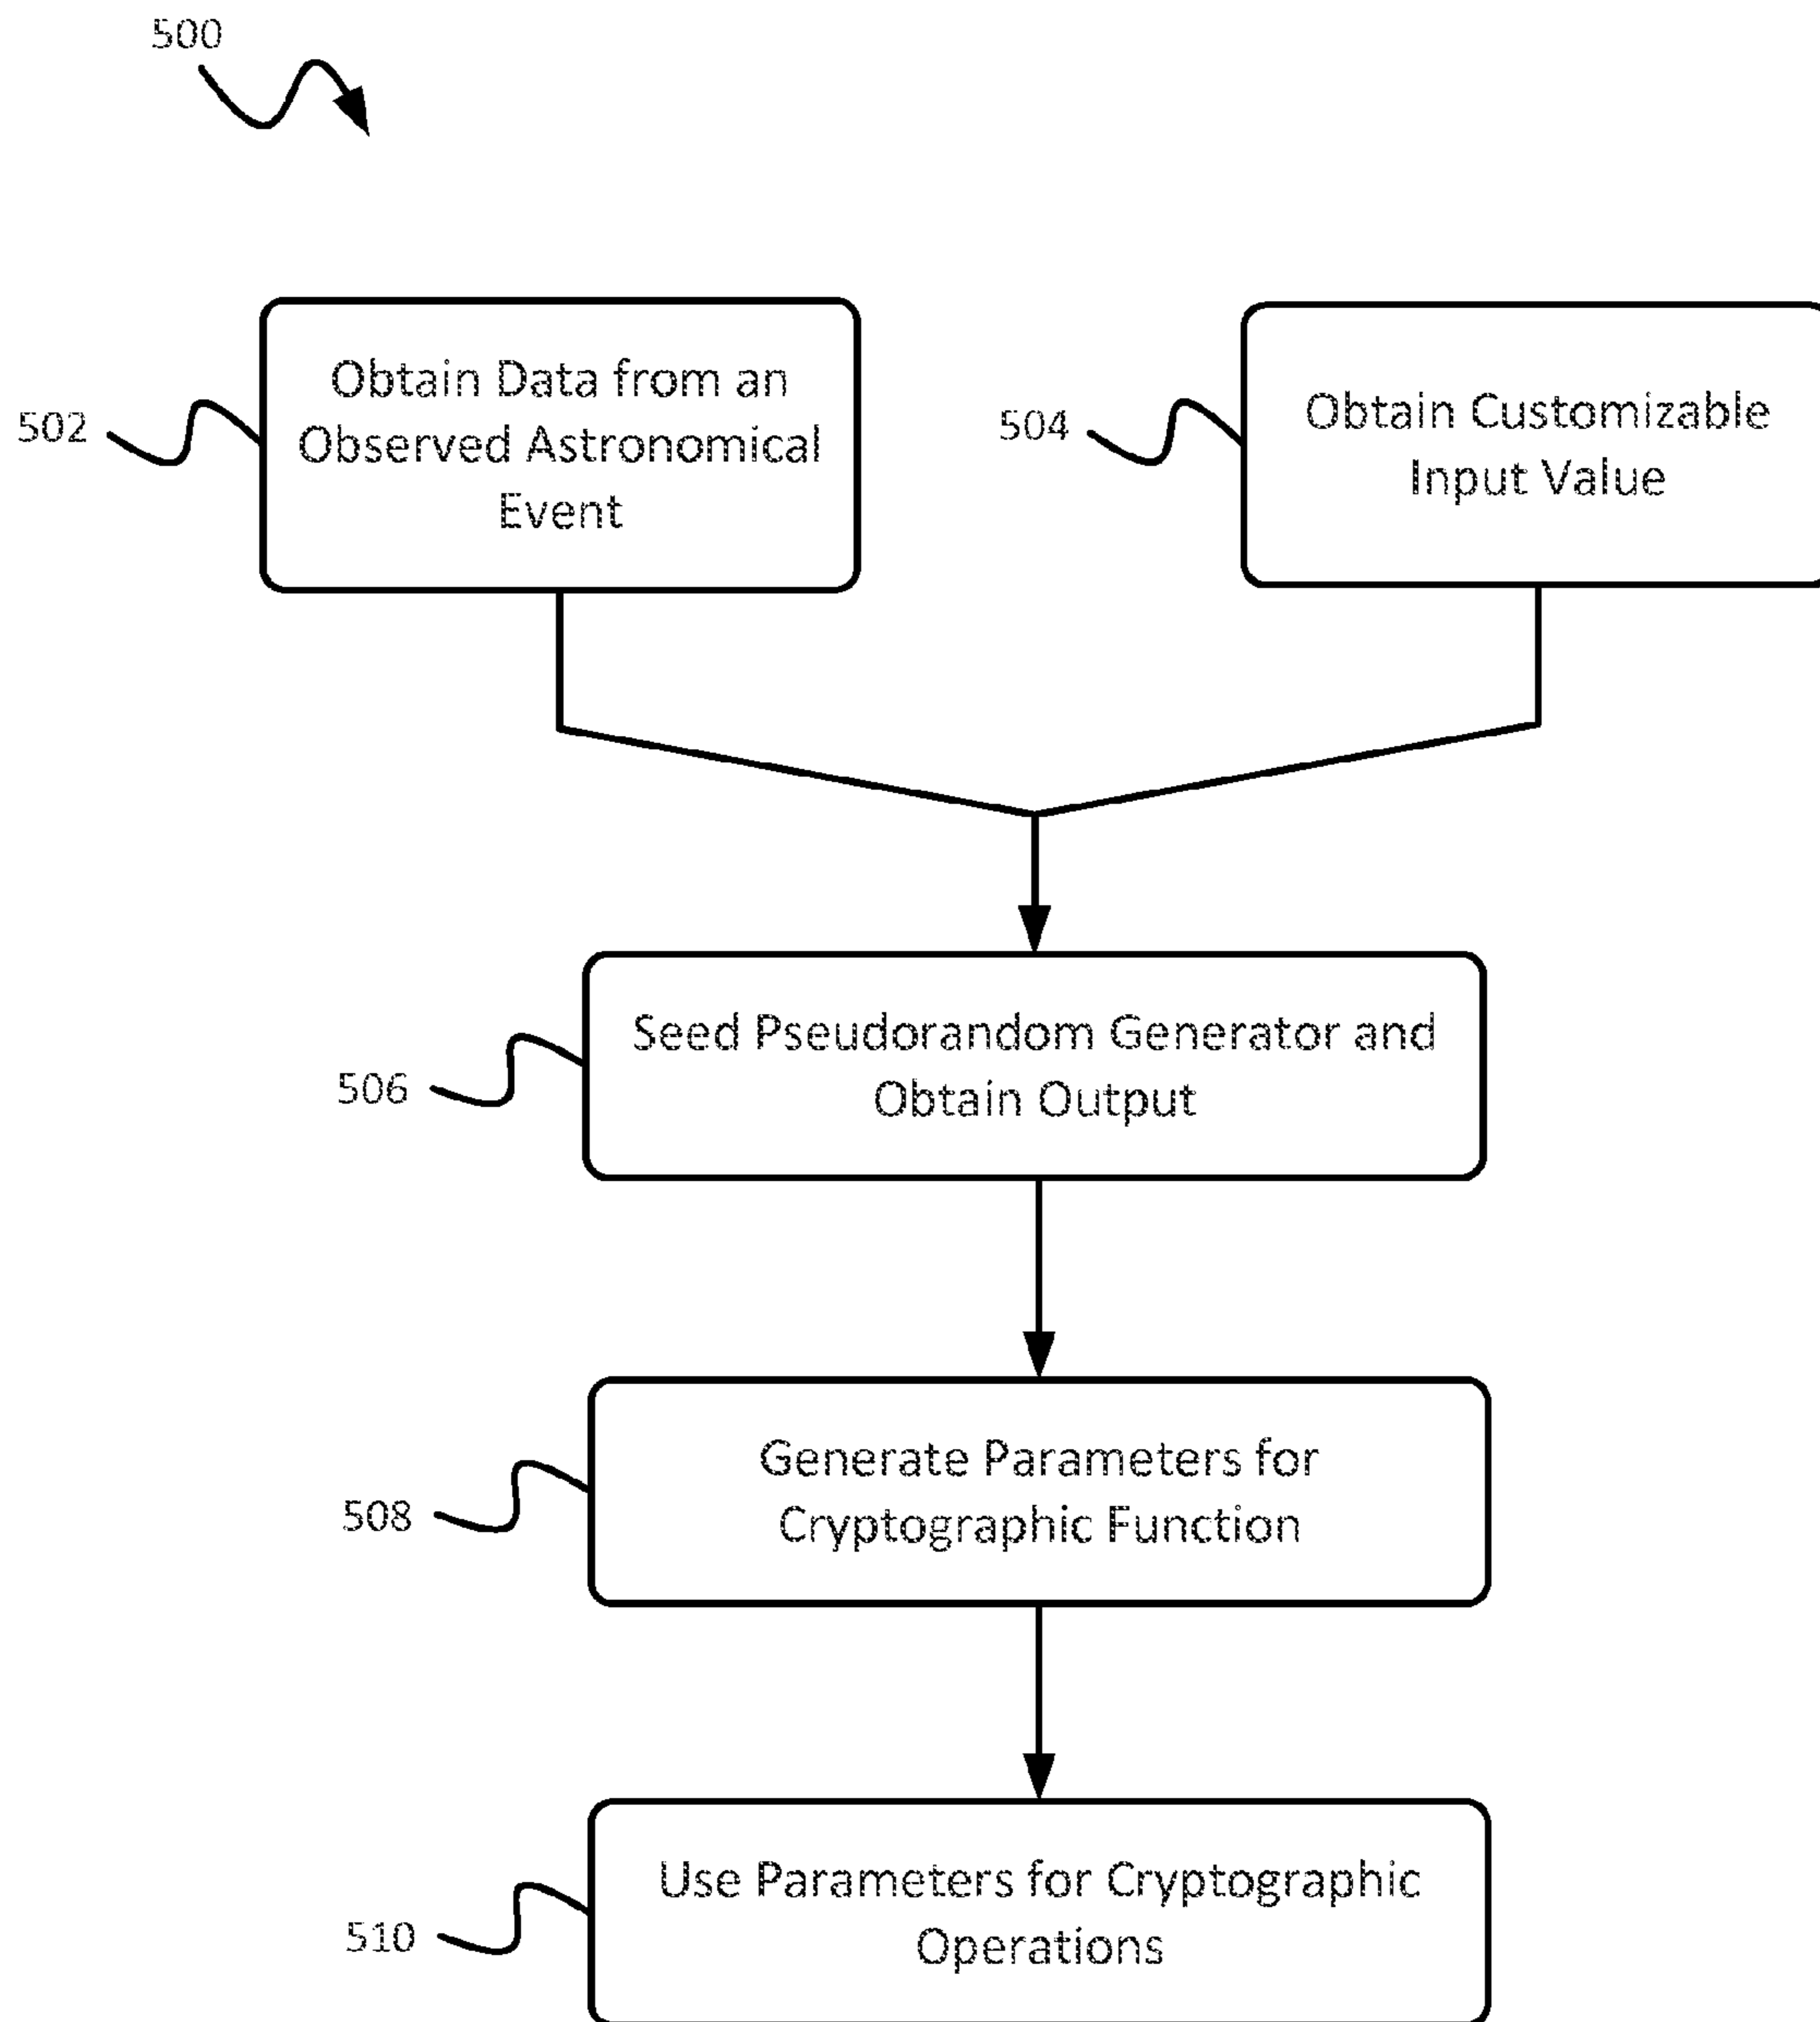 500
502
Obtain Data from an
Observed Astronomical
Event
504
Obtain Customizable
Input Value
506
Seed Pseudorandom Generator and
Obtain Output
508
Generate Parameters for
Cryptographic Function
510
Use Parameters for Cryptographic
Operations